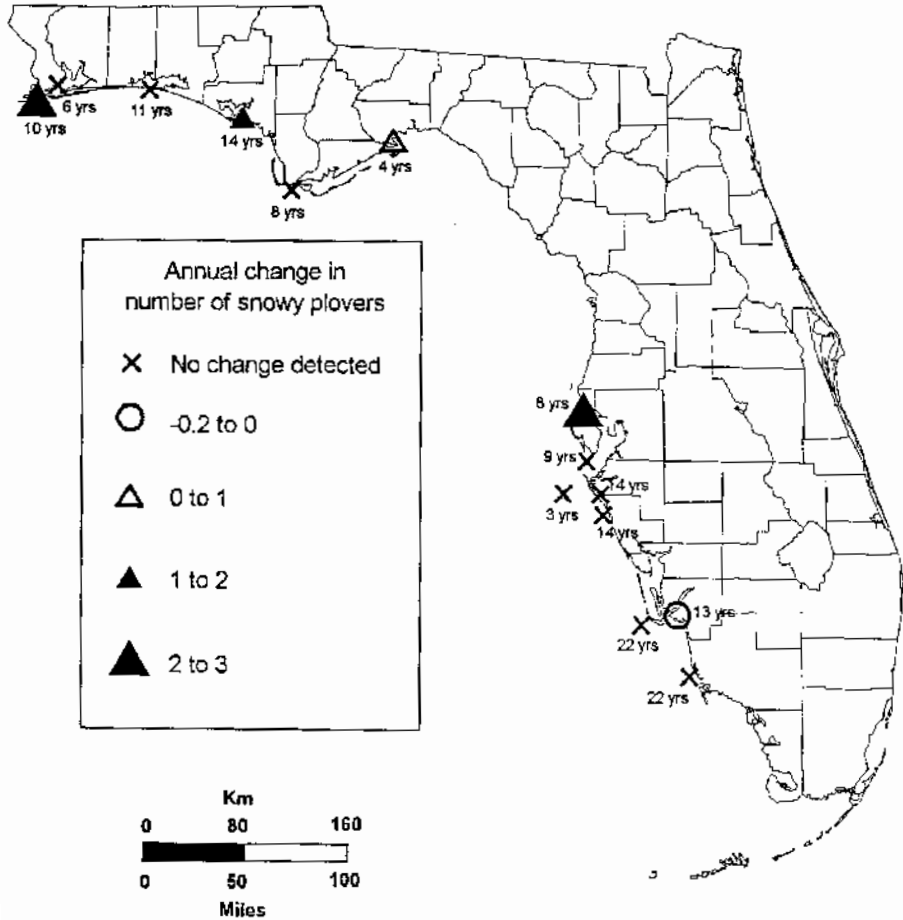 6 yrs
11 yrs
10 yrs
14 yrs
4 yrs
8 yrs
Annual change in
number of snowy plovers
No change detected
-0.2 to 0
0 to 1
1 to 2
2 to 3
8 yrs
9 yrs
14 yrs
3 yrs
14 yrs
13 yrs
22 yrs
22 yrs
Km
0 80 160
0 50 100
Miles